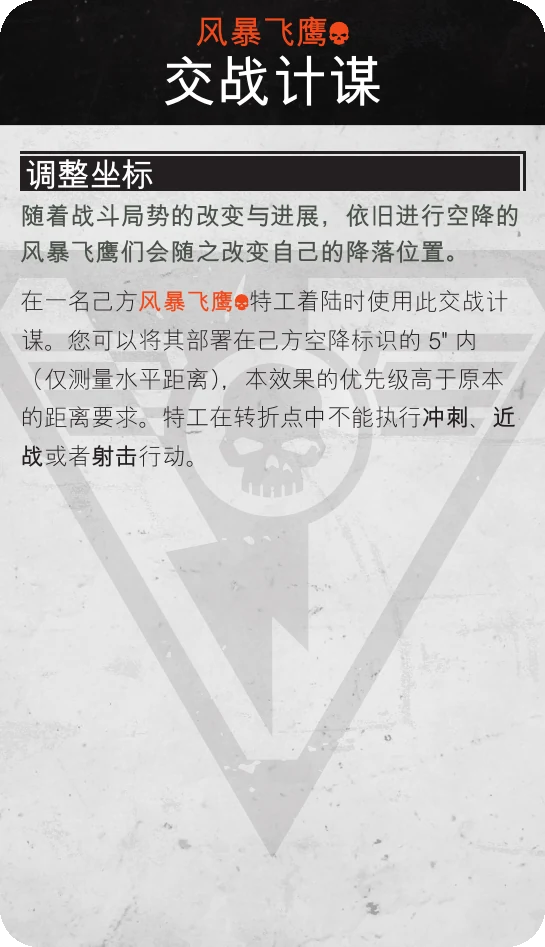 风暴飞鹰
交战计谋
调整坐标
随着战斗局势的改变与进展，依旧进行空降的
风暴飞鹰们会随之改变自己的降落位置。
在一名己方风暴飞鹰特工着陆时使用此交战计
谋。您可以将其部署在己方空降标识的 5" 内
（仅测量水平距离），本效果的优先级高于原本
的距离要求。特工在转折点中不能执行冲刺、近
战或者射击行动。